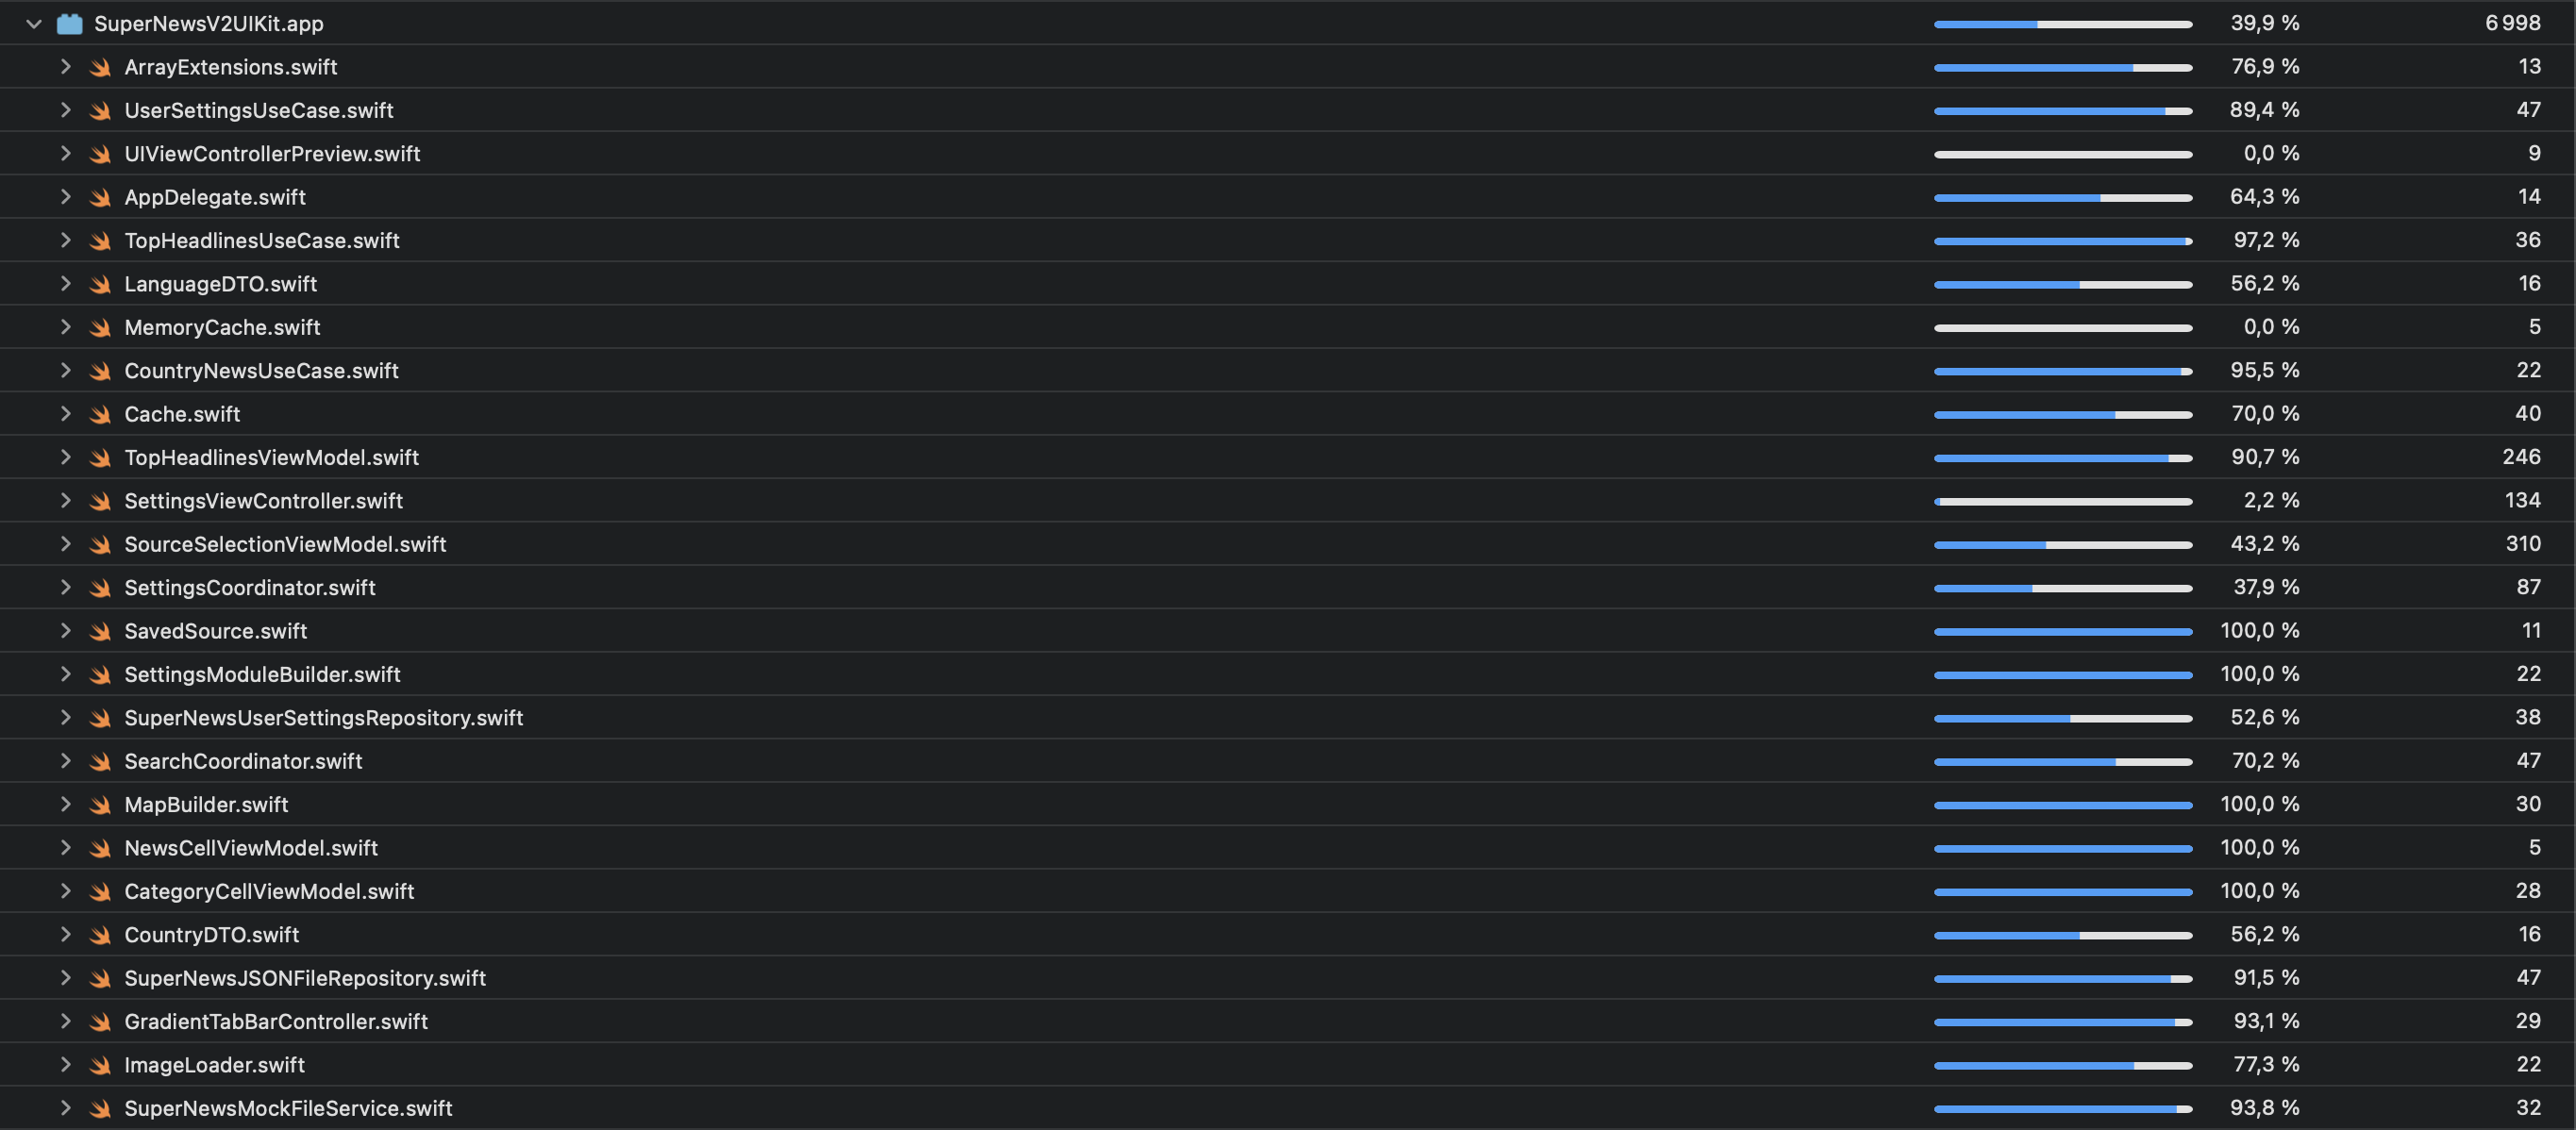 SuperNewsV2UIKit.app 39,9 % 6 998
ArrayExtensions.swift 76,9 % 13
UserSettingsUseCase.swift 89,4 % 47
UIViewControllerPreview.swift 0,0 % 9
AppDelegate.swift 64,3 % 14
TopHeadlinesUseCase.swift 97,2 % 36
LanguageDTO.swift 56,2 % 16
MemoryCache.swift 0,0 % 5
CountryNewsUseCase.swift 95,5 % 22
Cache.swift 70,0 % 40
TopHeadlinesViewModel.swift 90,7 % 246
SettingsViewController.swift 2,2 % 134
SourceSelectionViewModel.swift 43,2 % 310
SettingsCoordinator.swift 37,9 % 87
SavedSource.swift 100,0 % 11
SettingsModuleBuilder.swift 100,0 % 22
SuperNewsUserSettingsRepository.swift 52,6 % 38
SearchCoordinator.swift 70,2 % 47
MapBuilder.swift 100,0 % 30
NewsCellViewModel.swift 100,0 % 5
CategoryCellViewModel.swift 100,0 % 28
CountryDTO.swift 56,2 % 16
SuperNewsJSONFileRepository.swift 91,5 % 47
GradientTabBarController.swift 93,1 % 29
ImageLoader.swift 77,3 % 22
SuperNewsMockFileService.swift 93,8 % 32